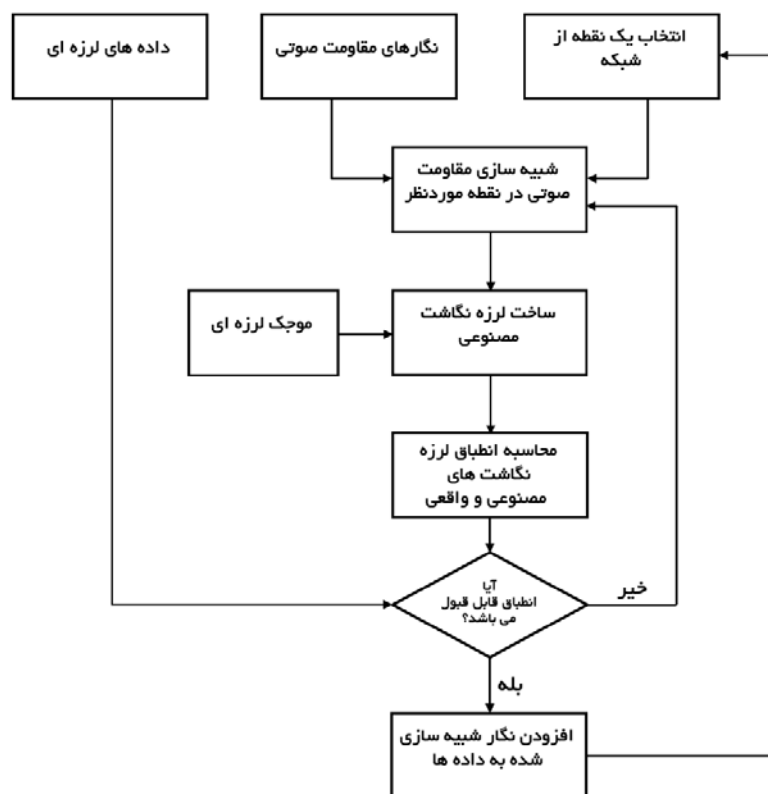 داده های لرزه ای
نگارهای مقاومت صوتی
انتخاب یک نقطه از
شبکه
شبیه سازی مقاومت
صوتی در نقطه موردنظر
موجک لرزه ای
ساخت لرزه نگاشت
مصنوعی
محاسبه انطباق لرزه
نگاشت های
مصنوعی و واقعی
آیا
انطباق قابل قبول
می باشد؟
خیر
بله
افزودن نگار شبیه سازی
شده به داده ها